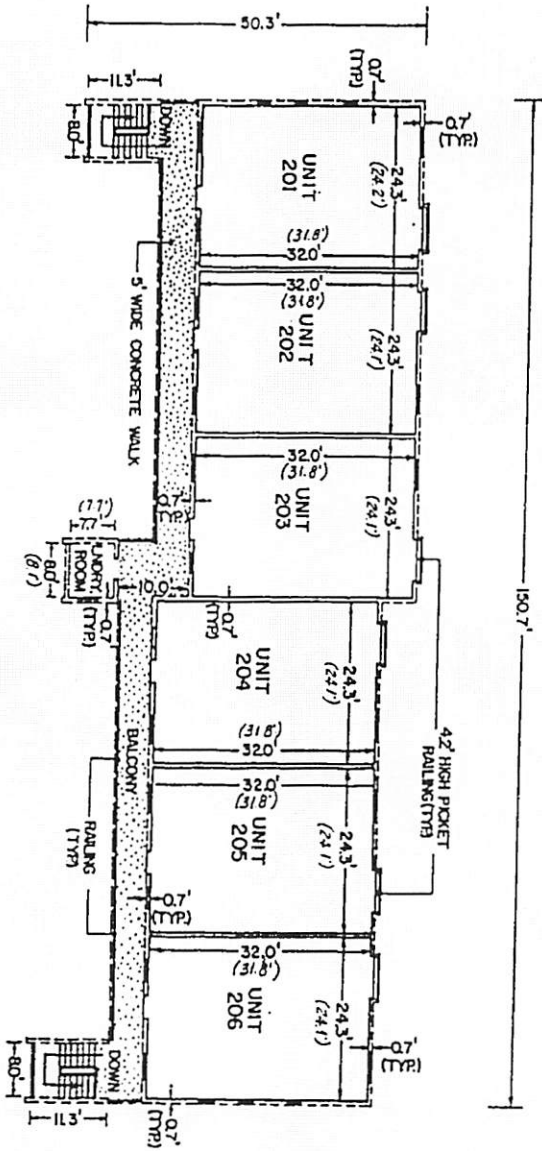 50.3'
150.7'
11.3'
8.0'
DOWN
0.7'
(TYP.)
0.7'
(TYP.)
UNIT
201
24.3'
(24.2')
(31.8')
32.0'
32.0'
(31.8')
UNIT
202
24.3'
(24.1')
5' WIDE CONCRETE WALK
32.0'
(31.8')
UNIT
203
24.3'
(24.1')
0.7'
(TYP.)
(7.7')
7.7'
LNDRY
ROOM
8.0'
(8.1')
10.0'
0.7'
(TYP.)
0.7'
(TYP.)
4.2' HIGH PICKET
RAILING (TYP.)
UNIT
204
24.3'
(24.1')
(31.8')
32.0'
BALCONY
RAILING
(TYP.)
32.0'
(31.8')
UNIT
205
24.3'
(24.1')
0.7'
(TYP.)
32.0'
(31.8')
UNIT
206
24.3'
(24.1')
0.7'
(TYP.)
DOWN
8.0'
11.3'
0.7'
(TYP.)